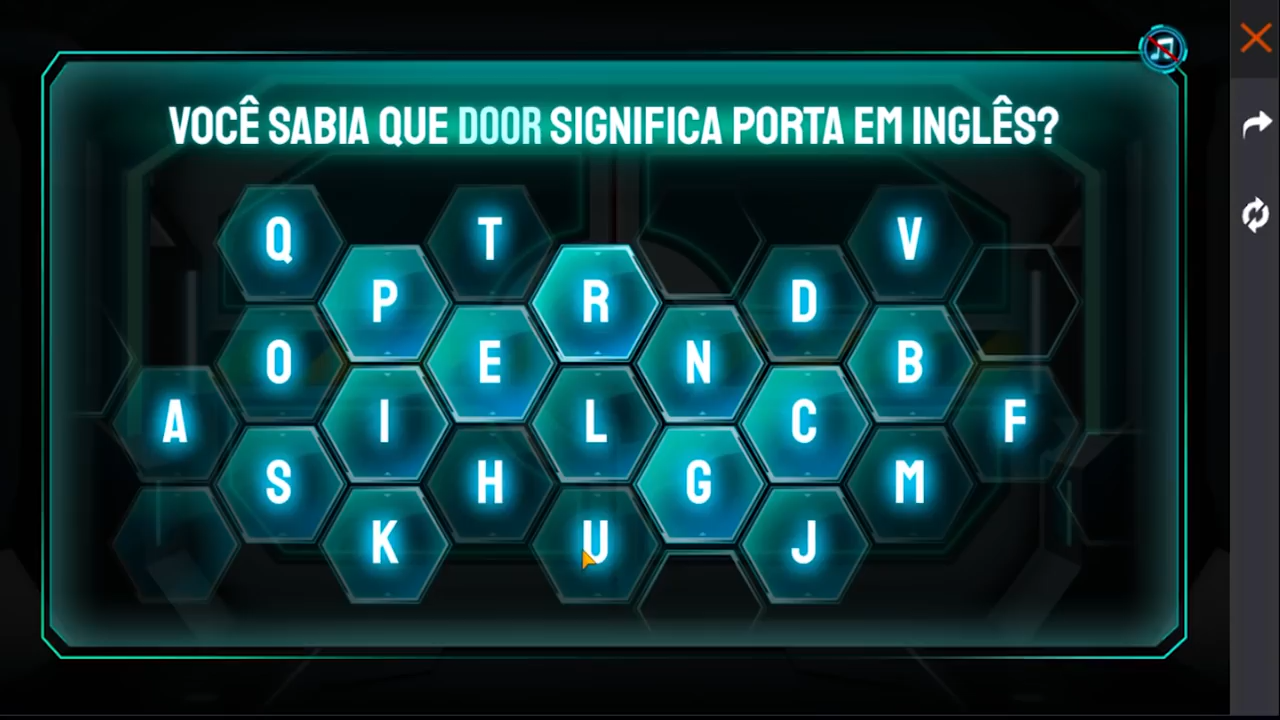 VOCÊ SABIA QUE DOOR SIGNIFICA PORTA EM INGLÊS?
Q T V
P R D
O E N B
A I L C F
S H G M
K U J